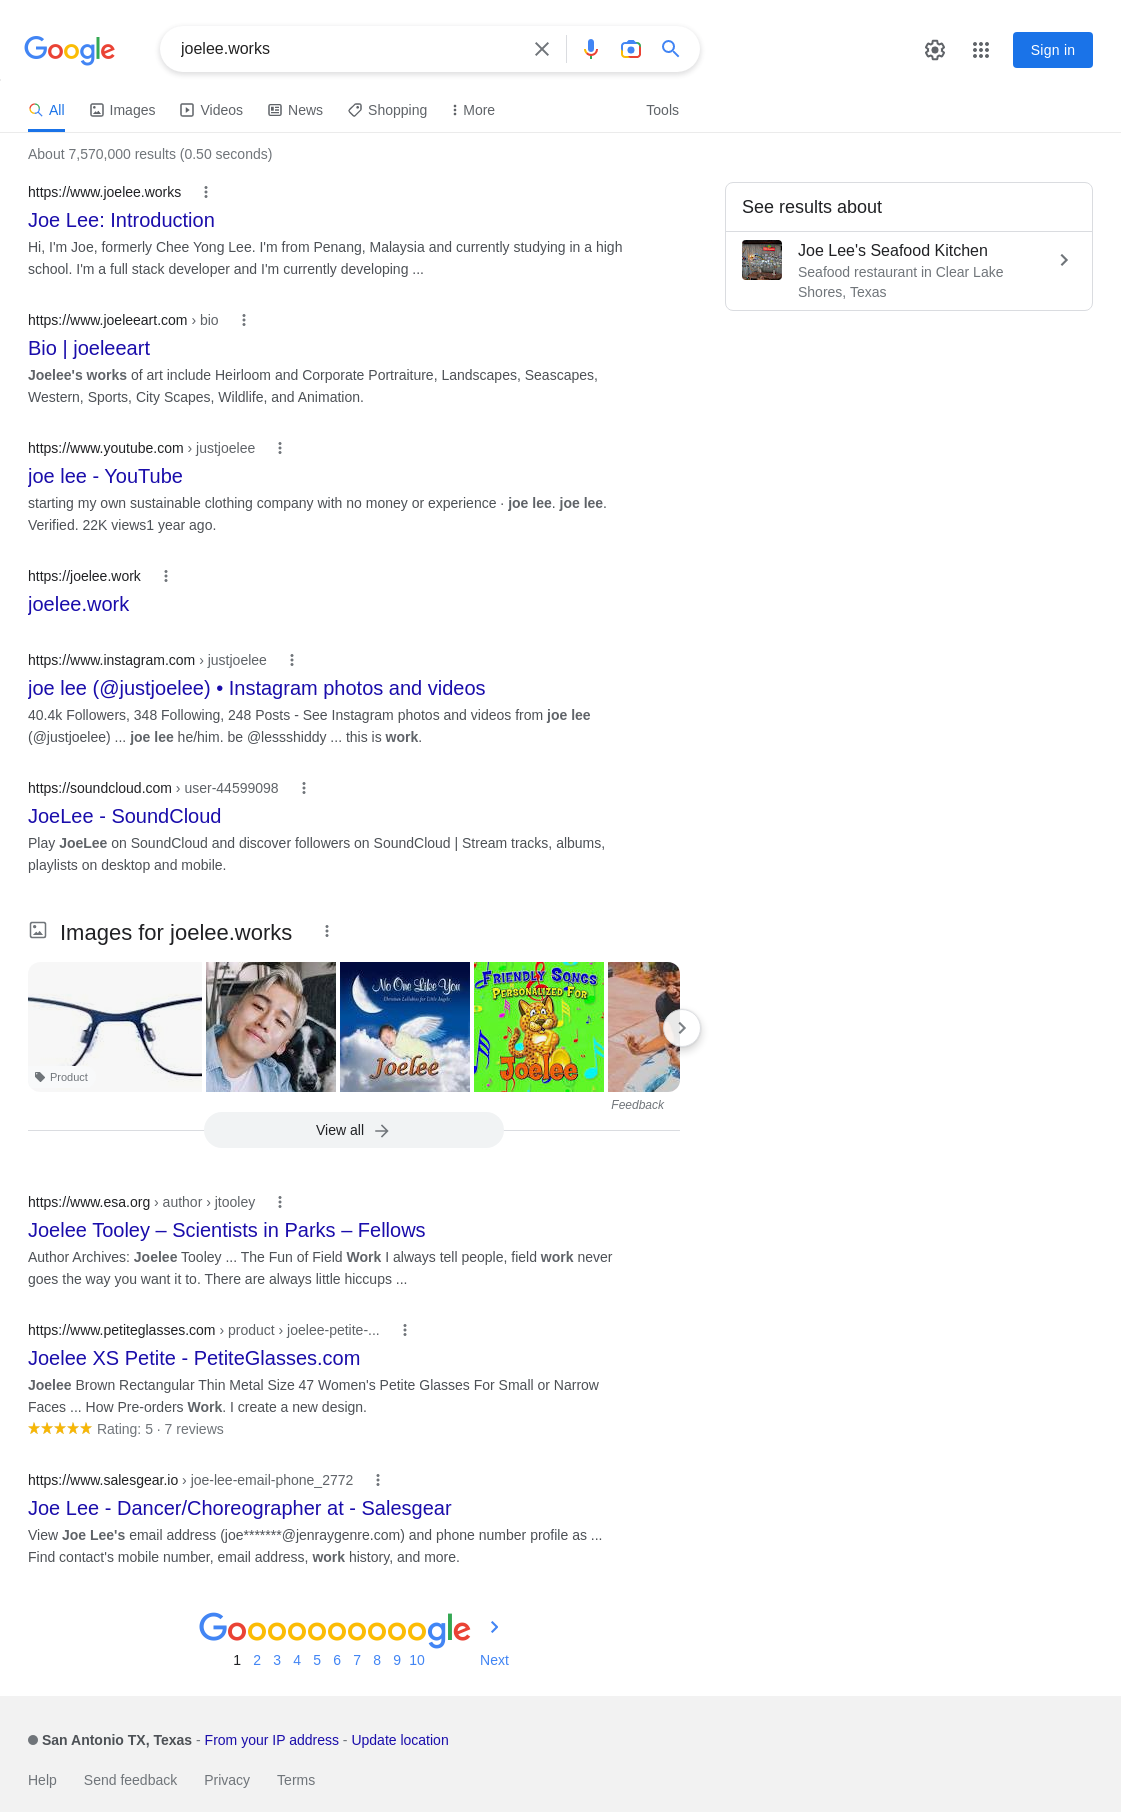 Google
joelee.works
Sign in
All
Images
Videos
News
Shopping
More
Tools
About 7,570,000 results (0.50 seconds)
https://www.joelee.works
Joe Lee: Introduction
Hi, I'm Joe, formerly Chee Yong Lee. I'm from Penang, Malaysia and currently studying in a high
school. I'm a full stack developer and I'm currently developing ...
See results about
Joe Lee's Seafood Kitchen
Seafood restaurant in Clear Lake
Shores, Texas
https://www.joeleeart.com › bio
Bio | joeleeart
Joelee's works of art include Heirloom and Corporate Portraiture, Landscapes, Seascapes,
Western, Sports, City Scapes, Wildlife, and Animation.
https://www.youtube.com › justjoelee
joe lee - YouTube
starting my own sustainable clothing company with no money or experience · joe lee. joe lee.
Verified. 22K views1 year ago.
https://joelee.work
joelee.work
https://www.instagram.com › justjoelee
joe lee (@justjoelee) • Instagram photos and videos
40.4k Followers, 348 Following, 248 Posts - See Instagram photos and videos from joe lee
(@justjoelee) ... joe lee he/him. be @lessshiddy ... this is work.
https://soundcloud.com › user-44599098
JoeLee - SoundCloud
Play JoeLee on SoundCloud and discover followers on SoundCloud | Stream tracks, albums,
playlists on desktop and mobile.
Images for joelee.works
Product
No One Like You
Christian Lullabies for Little Angels
Joelee
FRIENDLY SONGS
PERSONALIZED FOR
Joelee
Feedback
View all
https://www.esa.org › author › jtooley
Joelee Tooley – Scientists in Parks – Fellows
Author Archives: Joelee Tooley ... The Fun of Field Work I always tell people, field work never
goes the way you want it to. There are always little hiccups ...
https://www.petiteglasses.com › product › joelee-petite-...
Joelee XS Petite - PetiteGlasses.com
Joelee Brown Rectangular Thin Metal Size 47 Women's Petite Glasses For Small or Narrow
Faces ... How Pre-orders Work. I create a new design.
Rating: 5 · 7 reviews
https://www.salesgear.io › joe-lee-email-phone_2772
Joe Lee - Dancer/Choreographer at - Salesgear
View Joe Lee's email address (joe*******@jenraygenre.com) and phone number profile as ...
Find contact's mobile number, email address, work history, and more.
Goooooooooogle
1 2 3 4 5 6 7 8 9 10 Next
San Antonio TX, Texas - From your IP address - Update location
Help Send feedback Privacy Terms